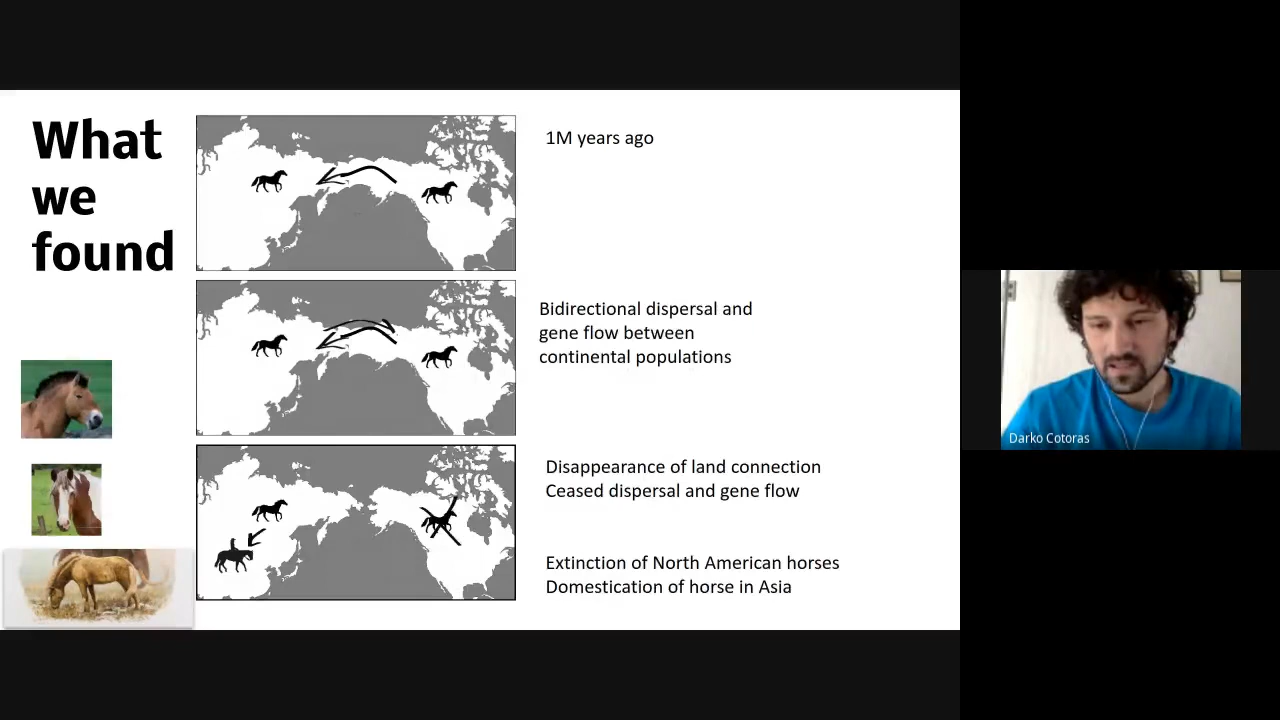 What
we
found
1M years ago
Bidirectional dispersal and
gene flow between
continental populations
Disappearance of land connection
Ceased dispersal and gene flow
Extinction of North American horses
Domestication of horse in Asia
Darko Cotoras